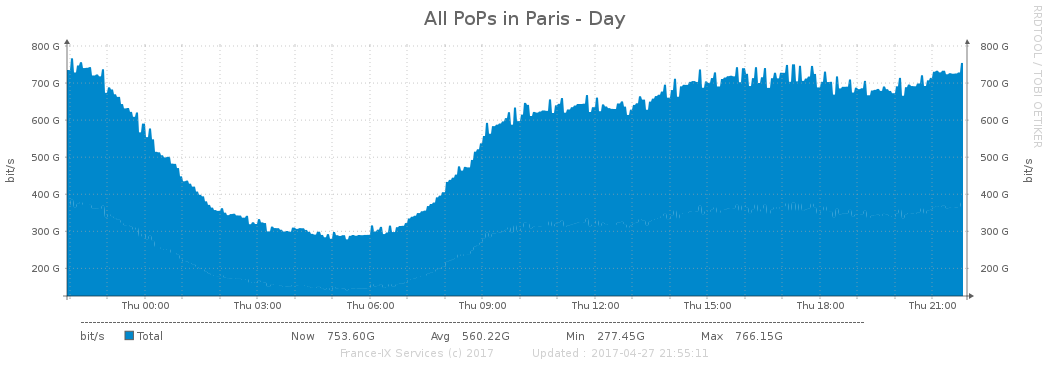 All PoPs in Paris - Day
RRDTOOL / TOBI OETIKER
800 G 800 G
700 G 700 G
600 G 600 G
500 G 500 G
400 G 400 G
300 G 300 G
200 G 200 G
bit/s bit/s
Thu 00:00 Thu 03:00 Thu 06:00 Thu 09:00 Thu 12:00 Thu 15:00 Thu 18:00 Thu 21:00
bit/s Total Now 753.60G Avg 560.22G Min 277.45G Max 766.15G
France-IX Services (c) 2017 Updated : 2017-04-27 21:55:11